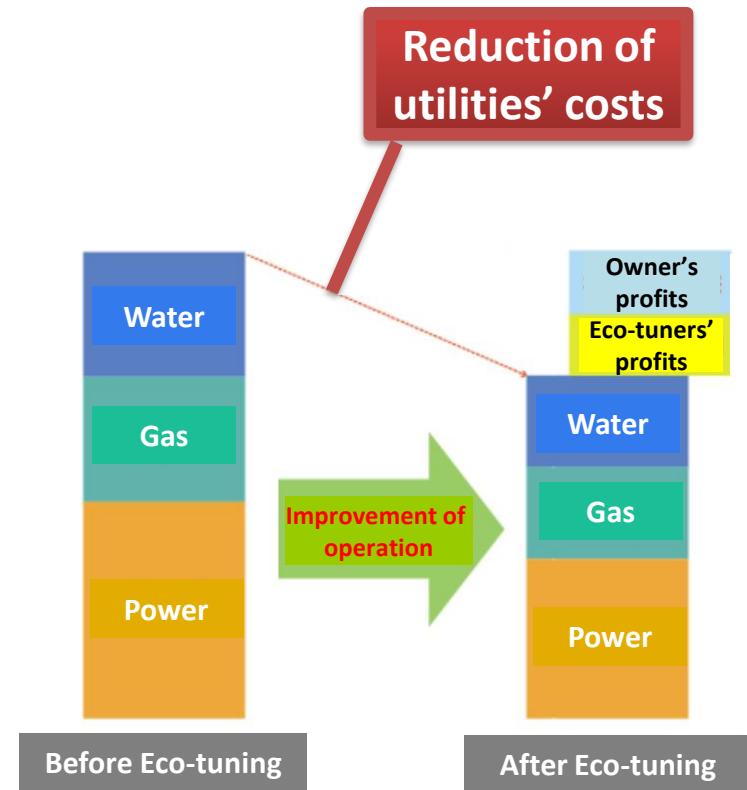 Reduction of
utilities’ costs
Water
Gas
Power
Improvement of
operation
Owner’s
profits
Eco-tuners’
profits
Water
Gas
Power
Before Eco-tuning
After Eco-tuning